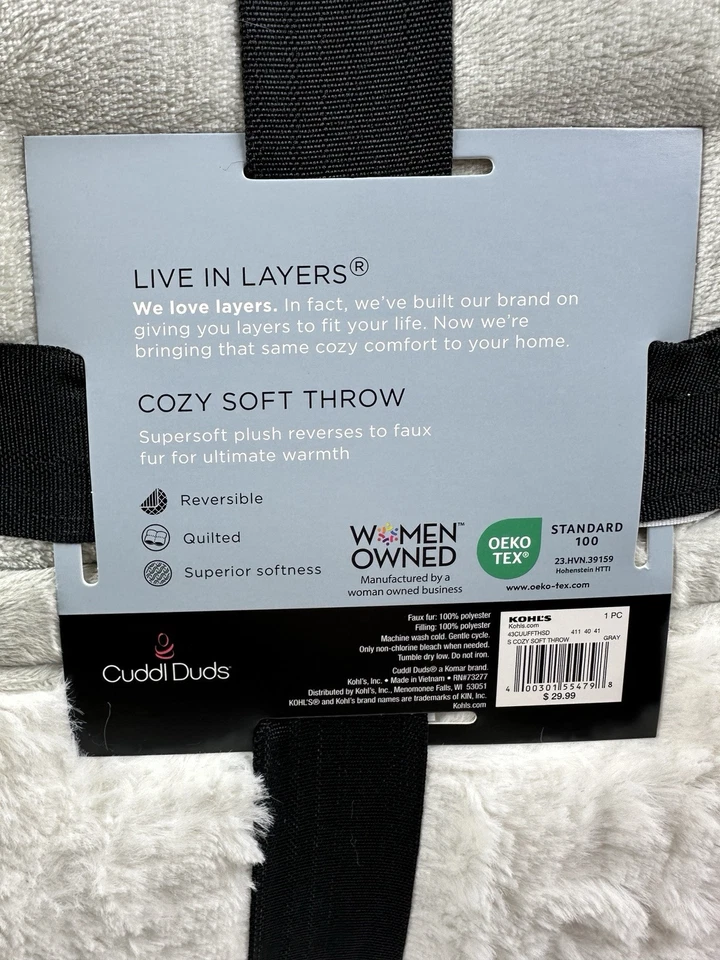 LIVE IN LAYERS®
We love layers. In fact, we've built our brand on
giving you layers to fit your life. Now we're
bringing that same cozy comfort to your home.
COZY SOFT THROW
Supersoft plush reverses to faux
fur for ultimate warmth
Reversible
Quilted
Superior softness
WOMEN™
OWNED
Manufactured by a
woman owned business
OEKO
TEX®
STANDARD
100
23.HVN.39159
Hohenstein HTTI
www.oeko-tex.com
Cuddl Duds
Faux fur: 100% polyester
Filling: 100% polyester
Machine wash cold. Gentle cycle.
Only non-chlorine bleach when needed.
Tumble dry low. Do not iron.
Cuddl Duds® a Komar brand.
Kohl's, Inc. • Made in Vietnam • RN#73277
Distributed by Kohl's, Inc., Menomonee Falls, WI 53051
KOHL'S® and Kohl's brand names are trademarks of KIN, Inc.
Kohls.com
KOHL'S 1 PC
Kohls.com
43CUUFFTHSD 411 40 41
S COZY SOFT THROW GRAY
4 00301 55479 8
$ 29.99